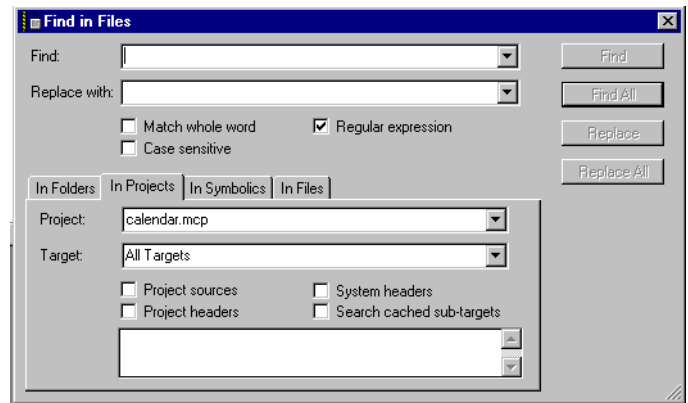 Find in Files
Find:
Find
Replace with:
Find All
Match whole word
Regular expression
Replace
Case sensitive
Replace All
In Folders In Projects In Symbolics In Files
Project: calendar.mcp
Target: All Targets
Project sources
System headers
Project headers
Search cached sub-targets